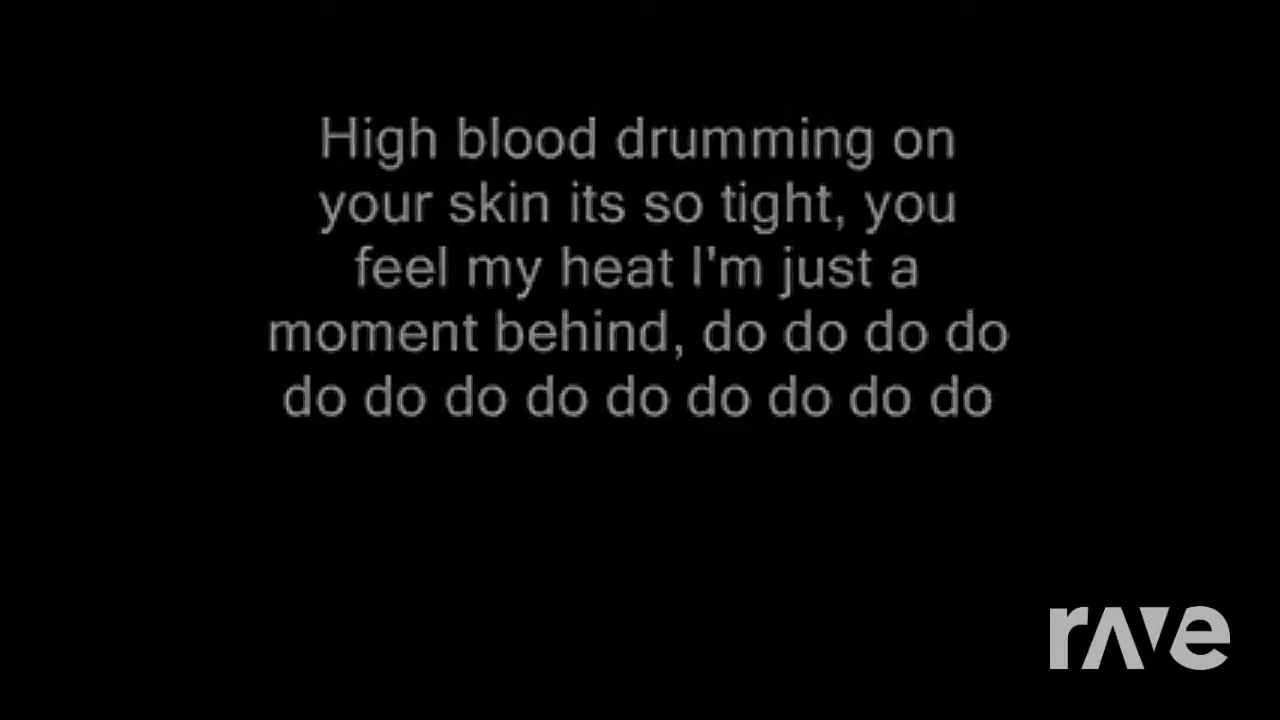 High blood drumming on
your skin its so tight, you
feel my heat I'm just a
moment behind, do do do do
do do do do do do do do do
rave